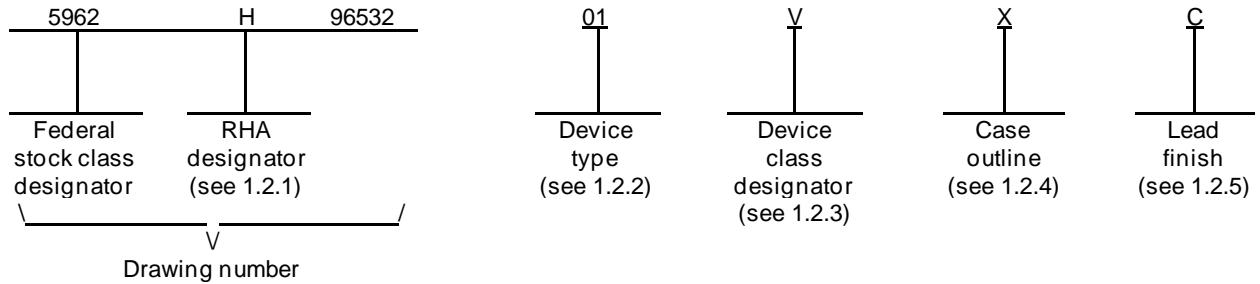 5962 H 96532 01 V X C
Federal stock class designator
RHA designator (see 1.2.1)
Device type (see 1.2.2)
Device class designator (see 1.2.3)
Case outline (see 1.2.4)
Lead finish (see 1.2.5)
\ /
\/
Drawing number